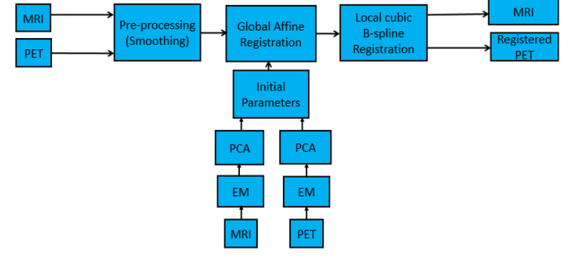 MRI
PET
Pre-processing
(Smoothing)
Global Affine
Registration
Local cubic
B-spline
Registration
MRI
Registered
PET
Initial
Parameters
PCA
PCA
EM
EM
MRI
PET